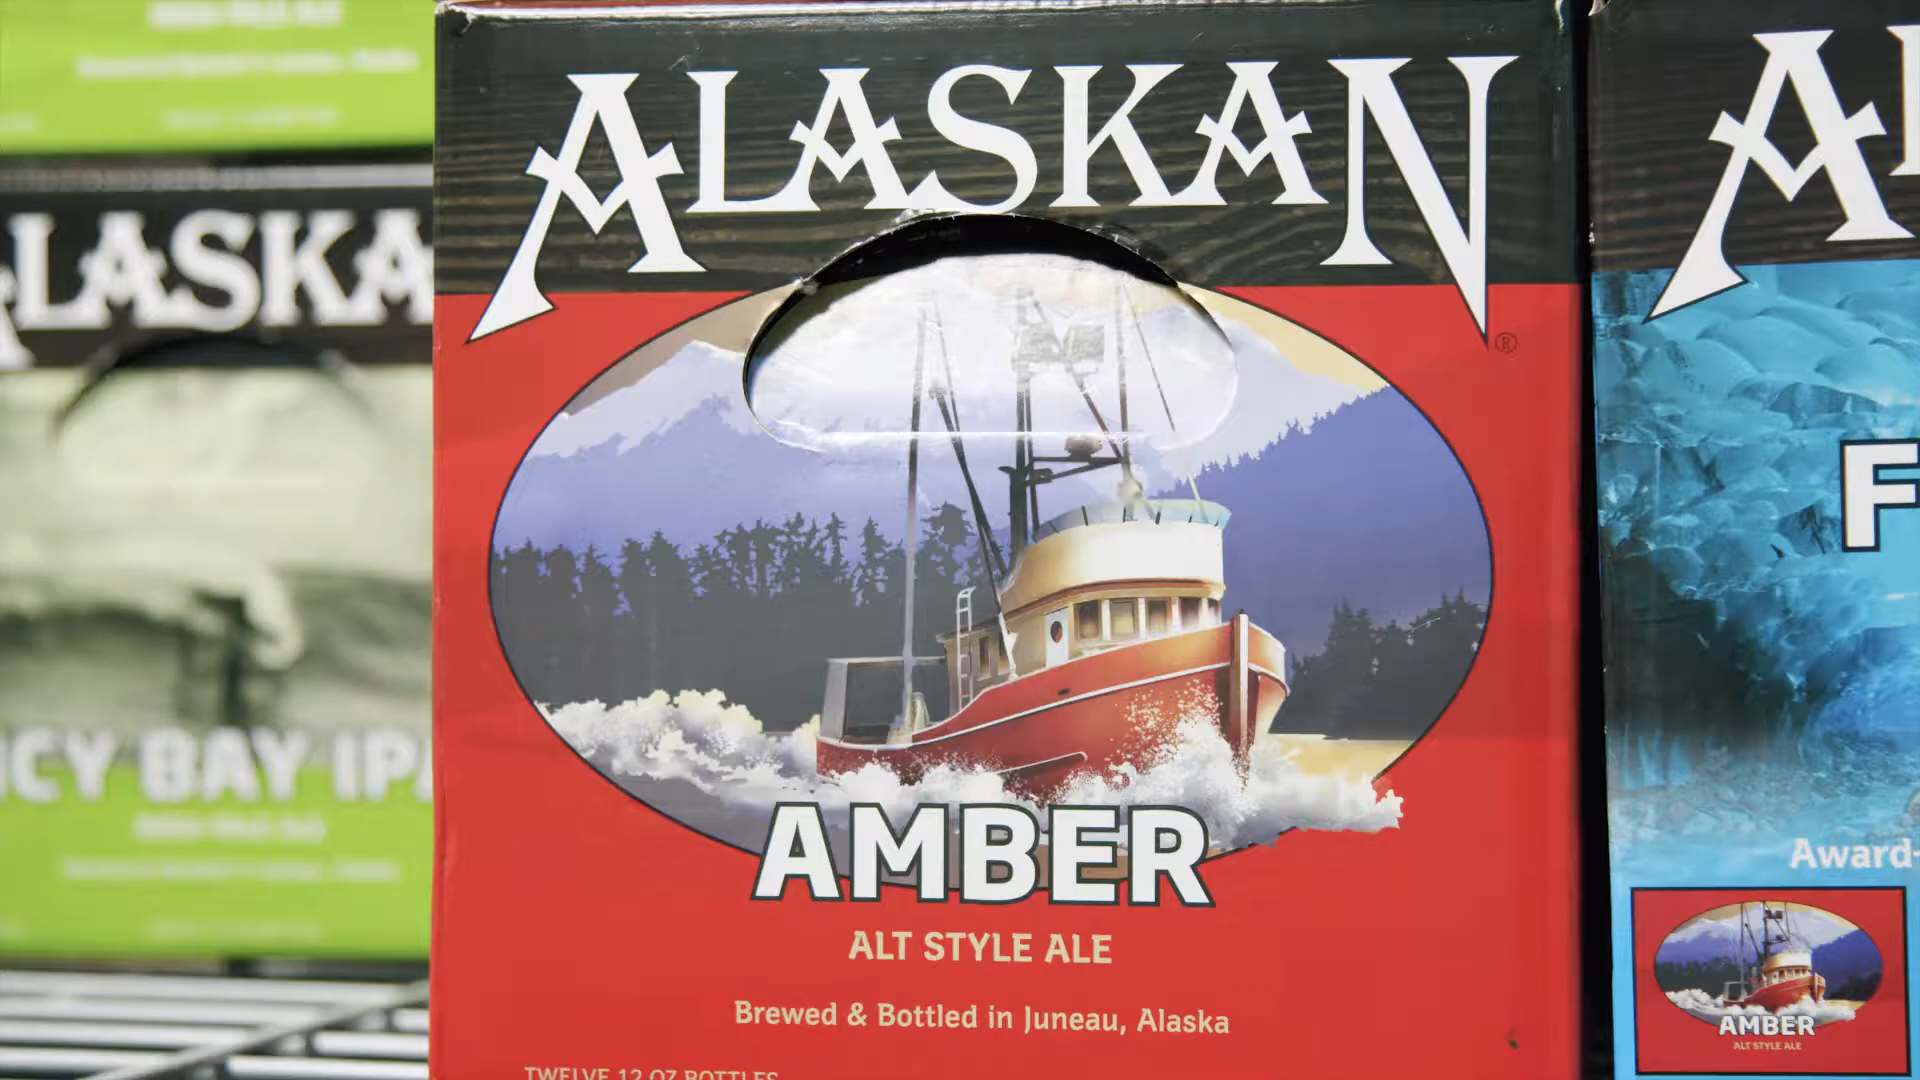 ALASKAN
®
AMBER
ALT STYLE ALE
Brewed & Bottled in Juneau, Alaska
TWELVE 12 OZ BOTTLES
ALASKA
ICY BAY IPA
A
F
Award-
AMBER
ALT STYLE ALE